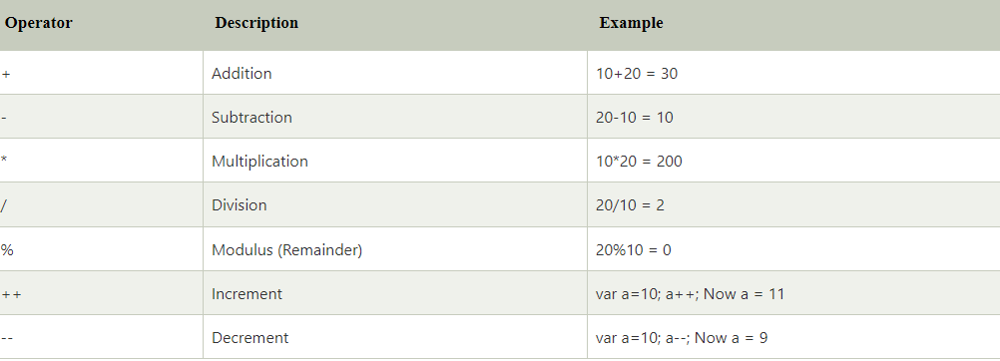 Operator Description Example
+ Addition 10+20 = 30
- Subtraction 20-10 = 10
* Multiplication 10*20 = 200
/ Division 20/10 = 2
% Modulus (Remainder) 20%10 = 0
++ Increment var a=10; a++; Now a = 11
-- Decrement var a=10; a--; Now a = 9